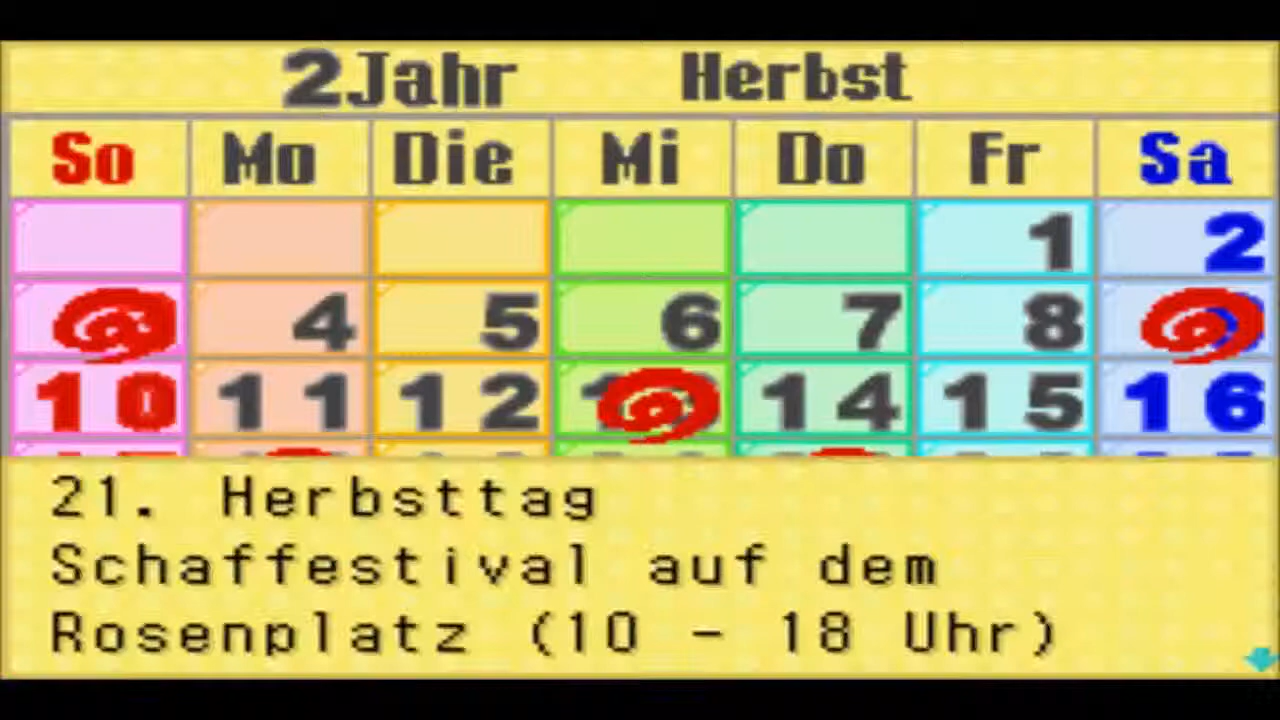 2Jahr Herbst
So Mo Die Mi Do Fr Sa
1 2
4 5 6 7 8
10 11 12 14 15 16
21. Herbsttag
Schaffestival auf dem
Rosenplatz (10 - 18 Uhr)